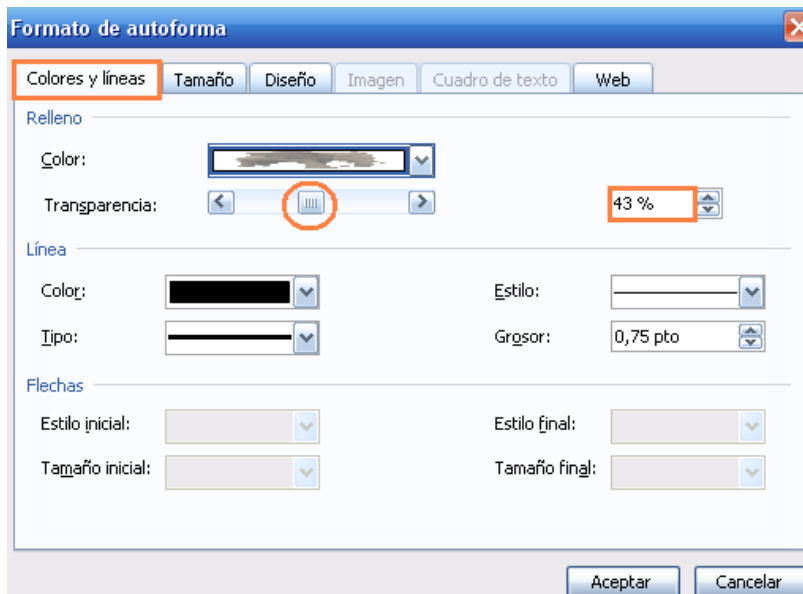 Formato de autoforma
Colores y líneas Tamaño Diseño Imagen Cuadro de texto Web
Relleno
Color:
Transparencia: 43 %
Línea
Color: Estilo:
Tipo: Grosor: 0,75 pto
Flechas
Estilo inicial: Estilo final:
Tamaño inicial: Tamaño final:
Aceptar Cancelar